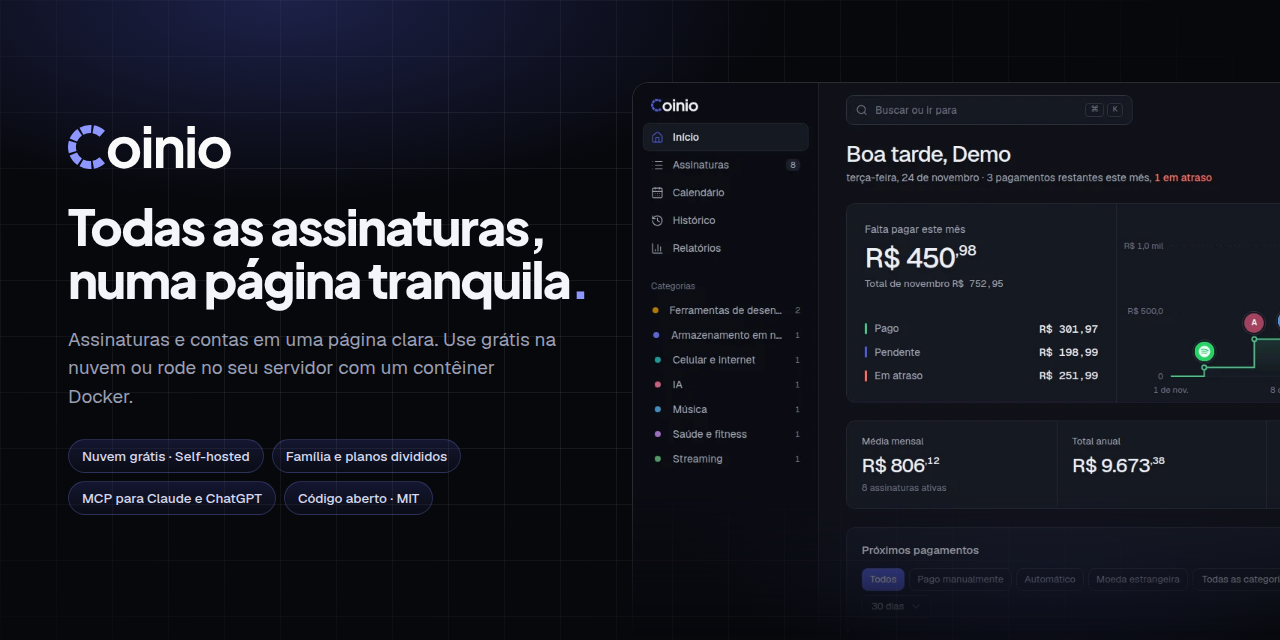 Coinio
Todas as assinaturas,
numa página tranquila.
Assinaturas e contas em uma página clara. Use grátis na
nuvem ou rode no seu servidor com um contêiner
Docker.
Nuvem grátis · Self-hosted
Família e planos divididos
MCP para Claude e ChatGPT
Código aberto · MIT
Coinio
Início
Assinaturas 8
Calendário
Histórico
Relatórios
Categorias
Ferramentas de desen... 2
Armazenamento em n... 1
Celular e Internet 1
IA 1
Música 1
Saúde e fitness 1
Streaming 1
Buscar ou ir para ⌘ K
Boa tarde, Demo
terça-feira, 24 de novembro · 3 pagamentos restantes este mês, 1 em atraso
Falta pagar este mês
R$ 450,98
Total de novembro R$ 752,95
Pago R$ 301,97
Pendente R$ 198,99
Em atraso R$ 251,99
R$ 1,0 mil
R$ 500,0
0
A
1 de nov.
8
Média mensal
R$ 806,12
8 assinaturas ativas
Total anual
R$ 9.673,38
Próximos pagamentos
Todos
Pago manualmente
Automático
Moeda estrangeira
Todas as categori
30 dias